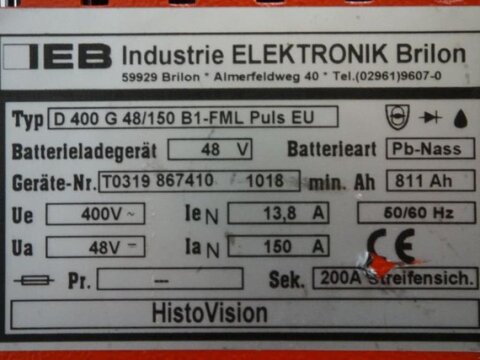 IEB Industrie ELEKTRONIK Brilon
59929 Brilon * Almerfeldweg 40 * Tel.(02961)9607-0
Typ D 400 G 48/150 B1-FML Puls EU
Batterieladegerät 48 V Batterieart Pb-Nass
Geräte-Nr. T0319 867410 1018 min. Ah 811 Ah
Ue 400V~ Ie N 13,8 A 50/60 Hz
Ua 48V- Ia N 150 A CE
Pr. — Sek. 200A Streifensich.
HistoVision